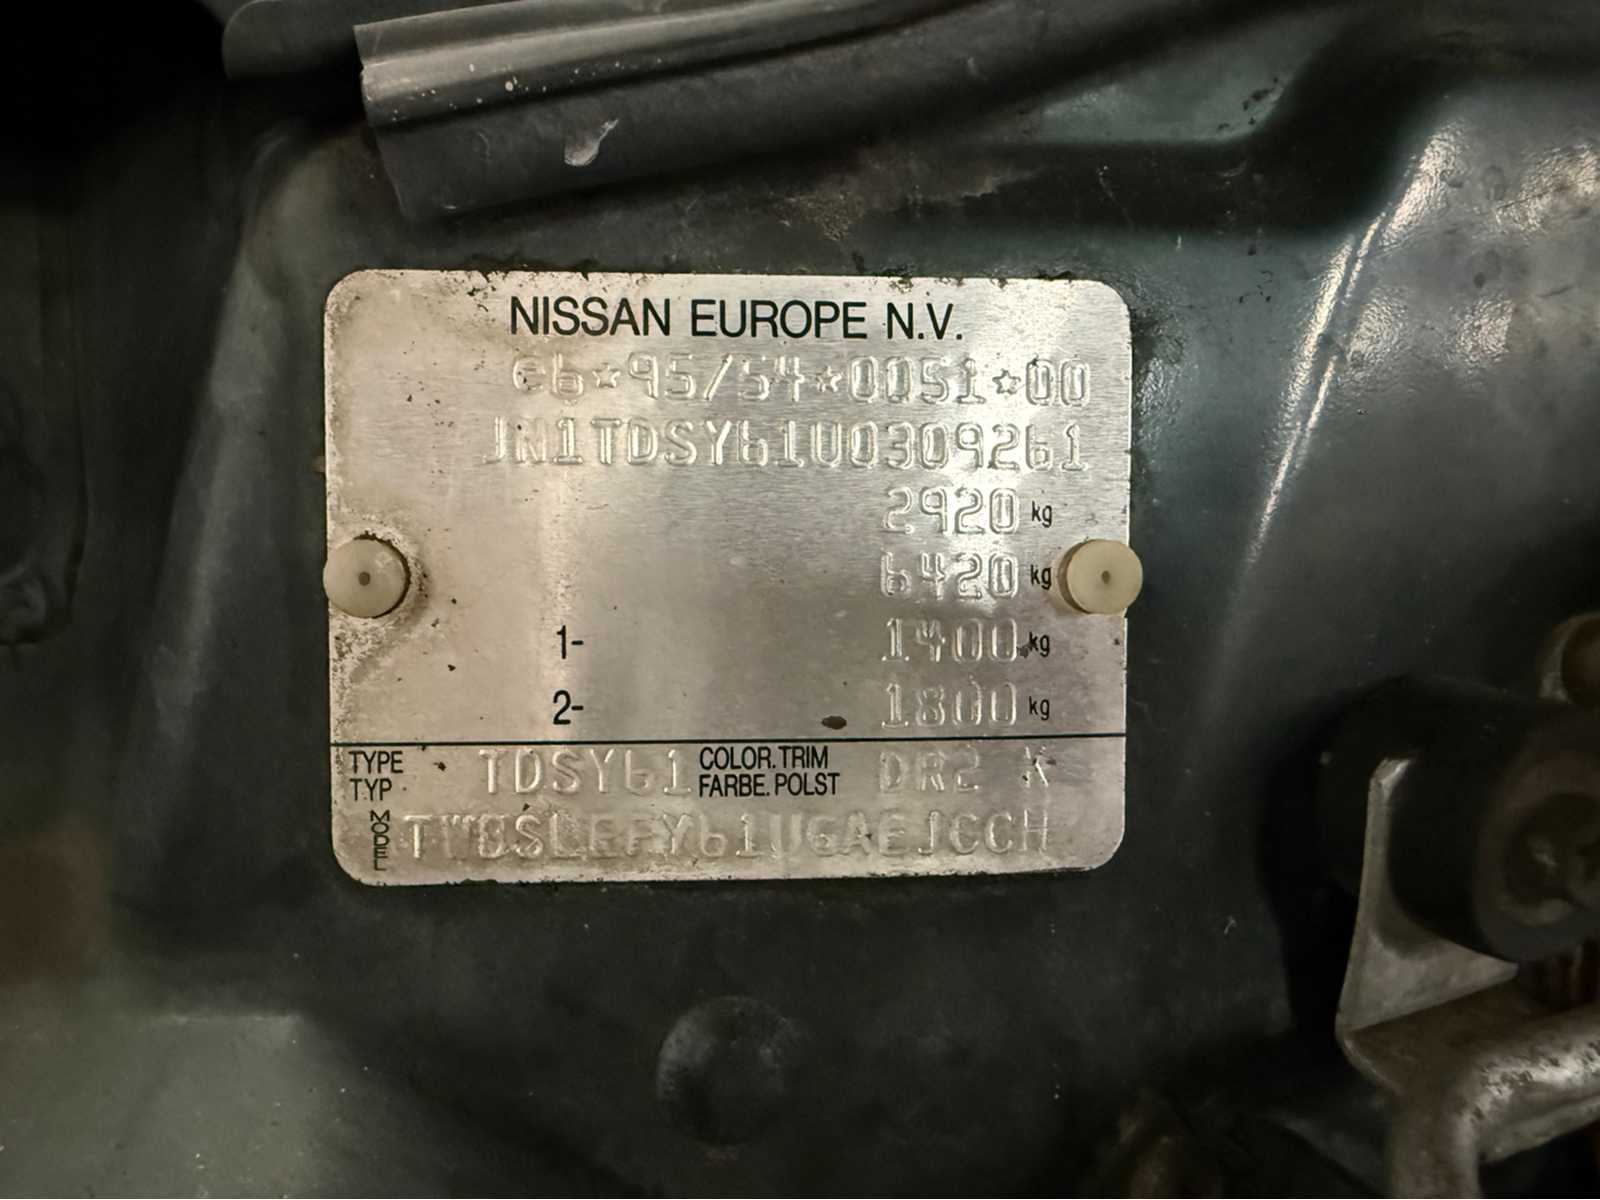 NISSAN EUROPE N.V.
e6*95/54*0051*00
JN1TDSY61U0309261
2920 kg
6420 kg
1- 1400 kg
2- 1800 kg
TYPE TYP TDSY61 COLOR.TRIM FARBE.POLST DR2 K
MODEL TWDSLEFY61UGAEJCCH